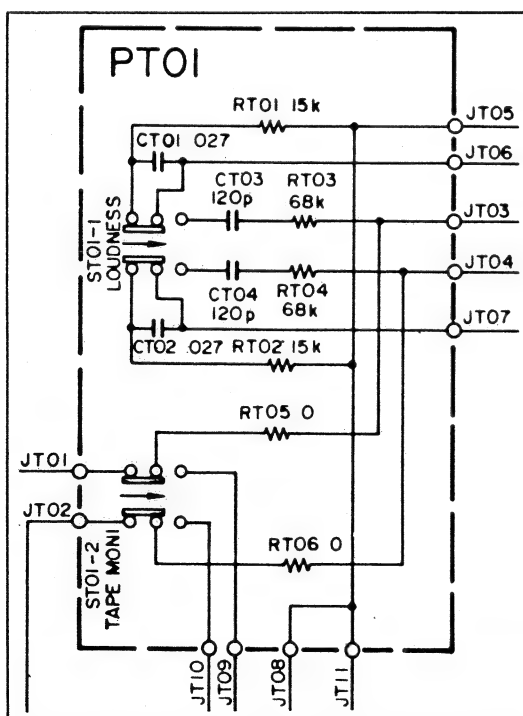 PT01
RT01 15k
JT05
CT01 .027
JT06
CT03
120p
RT03
68k
JT03
ST01-1
LOUDNESS
JT04
CT04
120p
RT04
68k
JT07
CT02 .027
RT02 15k
RT05 0
JT01
JT02
RT06 0
ST01-2
TAPE MONI
JT10
JT09
JT08
JT11